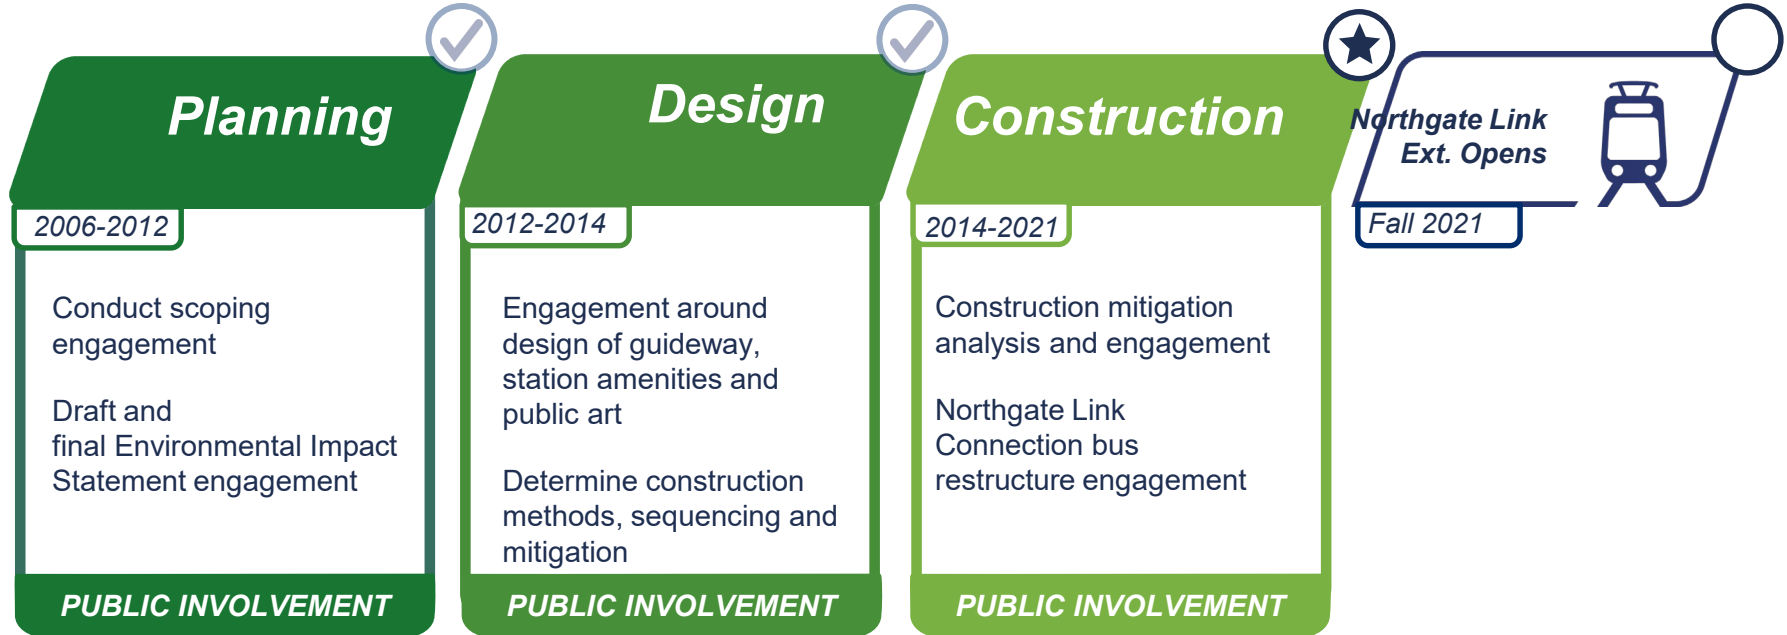 Planning
2006-2012
Conduct scoping
engagement
Draft and
final Environmental Impact
Statement engagement
PUBLIC INVOLVEMENT
Design
2012-2014
Engagement around
design of guideway,
station amenities and
public art
Determine construction
methods, sequencing and
mitigation
PUBLIC INVOLVEMENT
Construction
2014-2021
Construction mitigation
analysis and engagement
Northgate Link
Connection bus
restructure engagement
PUBLIC INVOLVEMENT
Northgate Link
Ext. Opens
Fall 2021